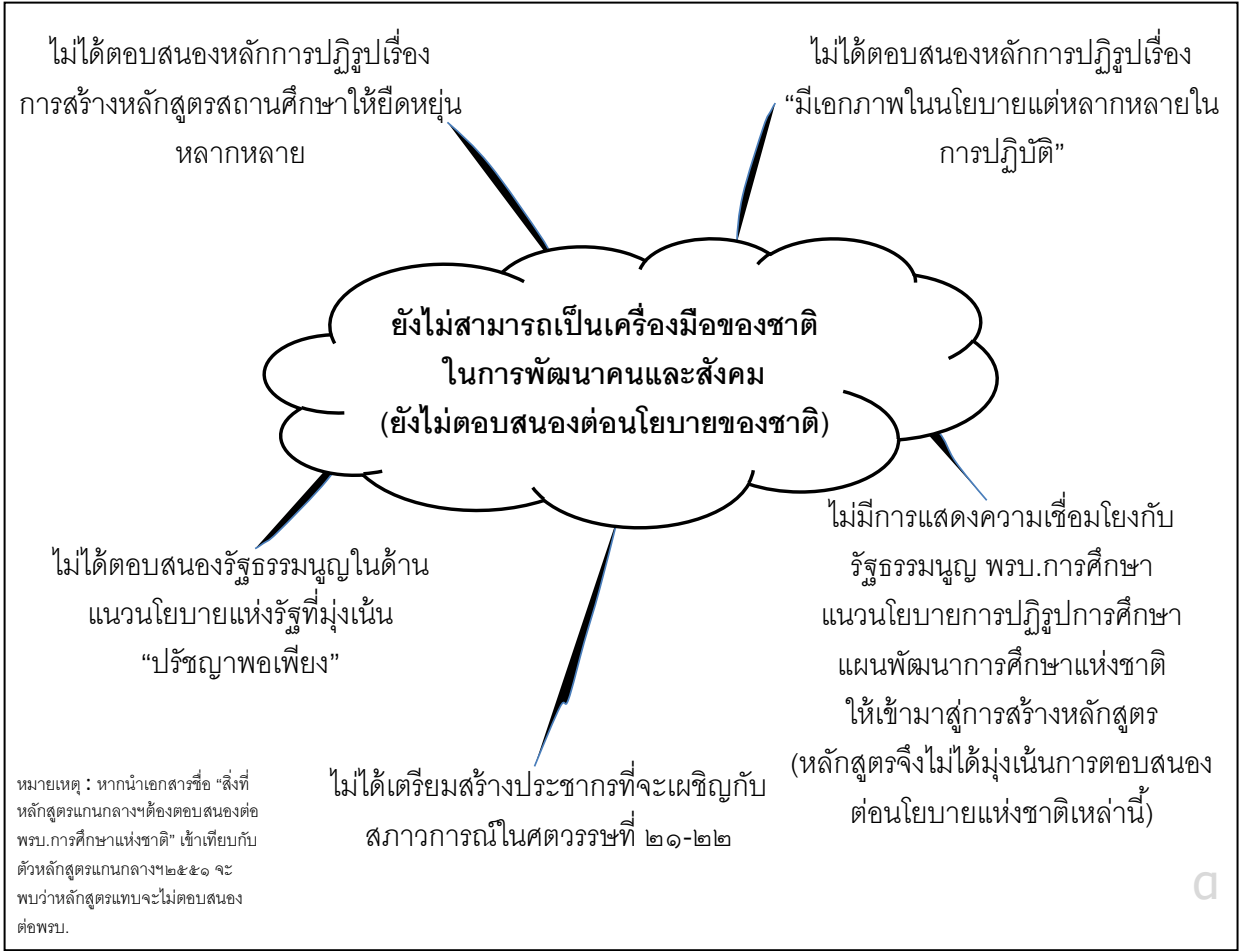 ไม่ได้ตอบสนองหลักการปฏิรูปเรื่อง
การสร้างหลักสูตรสถานศึกษาให้ยืดหยุ่น
หลากหลาย
ไม่ได้ตอบสนองหลักการปฏิรูปเรื่อง
“มีเอกภาพในนโยบายแต่หลากหลายใน
การปฏิบัติ”
ยังไม่สามารถเป็นเครื่องมือของชาติ
ในการพัฒนาคนและสังคม
(ยังไม่ตอบสนองต่อนโยบายของชาติ)
ไม่ได้ตอบสนองรัฐธรรมนูญในด้าน
แนวนโยบายแห่งรัฐที่มุ่งเน้น
“ปรัชญาพอเพียง”
ไม่มีการแสดงความเชื่อมโยงกับ
รัฐธรรมนูญ พรบ.การศึกษา
แนวนโยบายการปฏิรูปการศึกษา
แผนพัฒนาการศึกษาแห่งชาติ
ให้เข้ามาสู่การสร้างหลักสูตร
(หลักสูตรจึงไม่ได้มุ่งเน้นการตอบสนอง
ต่อนโยบายแห่งชาติเหล่านี้)
ไม่ได้เตรียมสร้างประชากรที่จะเผชิญกับ
สภาวการณ์ในศตวรรษที่ ๒๑-๒๒
หมายเหตุ : หากนำเอกสารชื่อ “สิ่งที่
หลักสูตรแกนกลางฯต้องตอบสนองต่อ
พรบ.การศึกษาแห่งชาติ” เข้าเทียบกับ
ตัวหลักสูตรแกนกลางฯ๒๕๕๑ จะ
พบว่าหลักสูตรแทบจะไม่ตอบสนอง
ต่อพรบ.